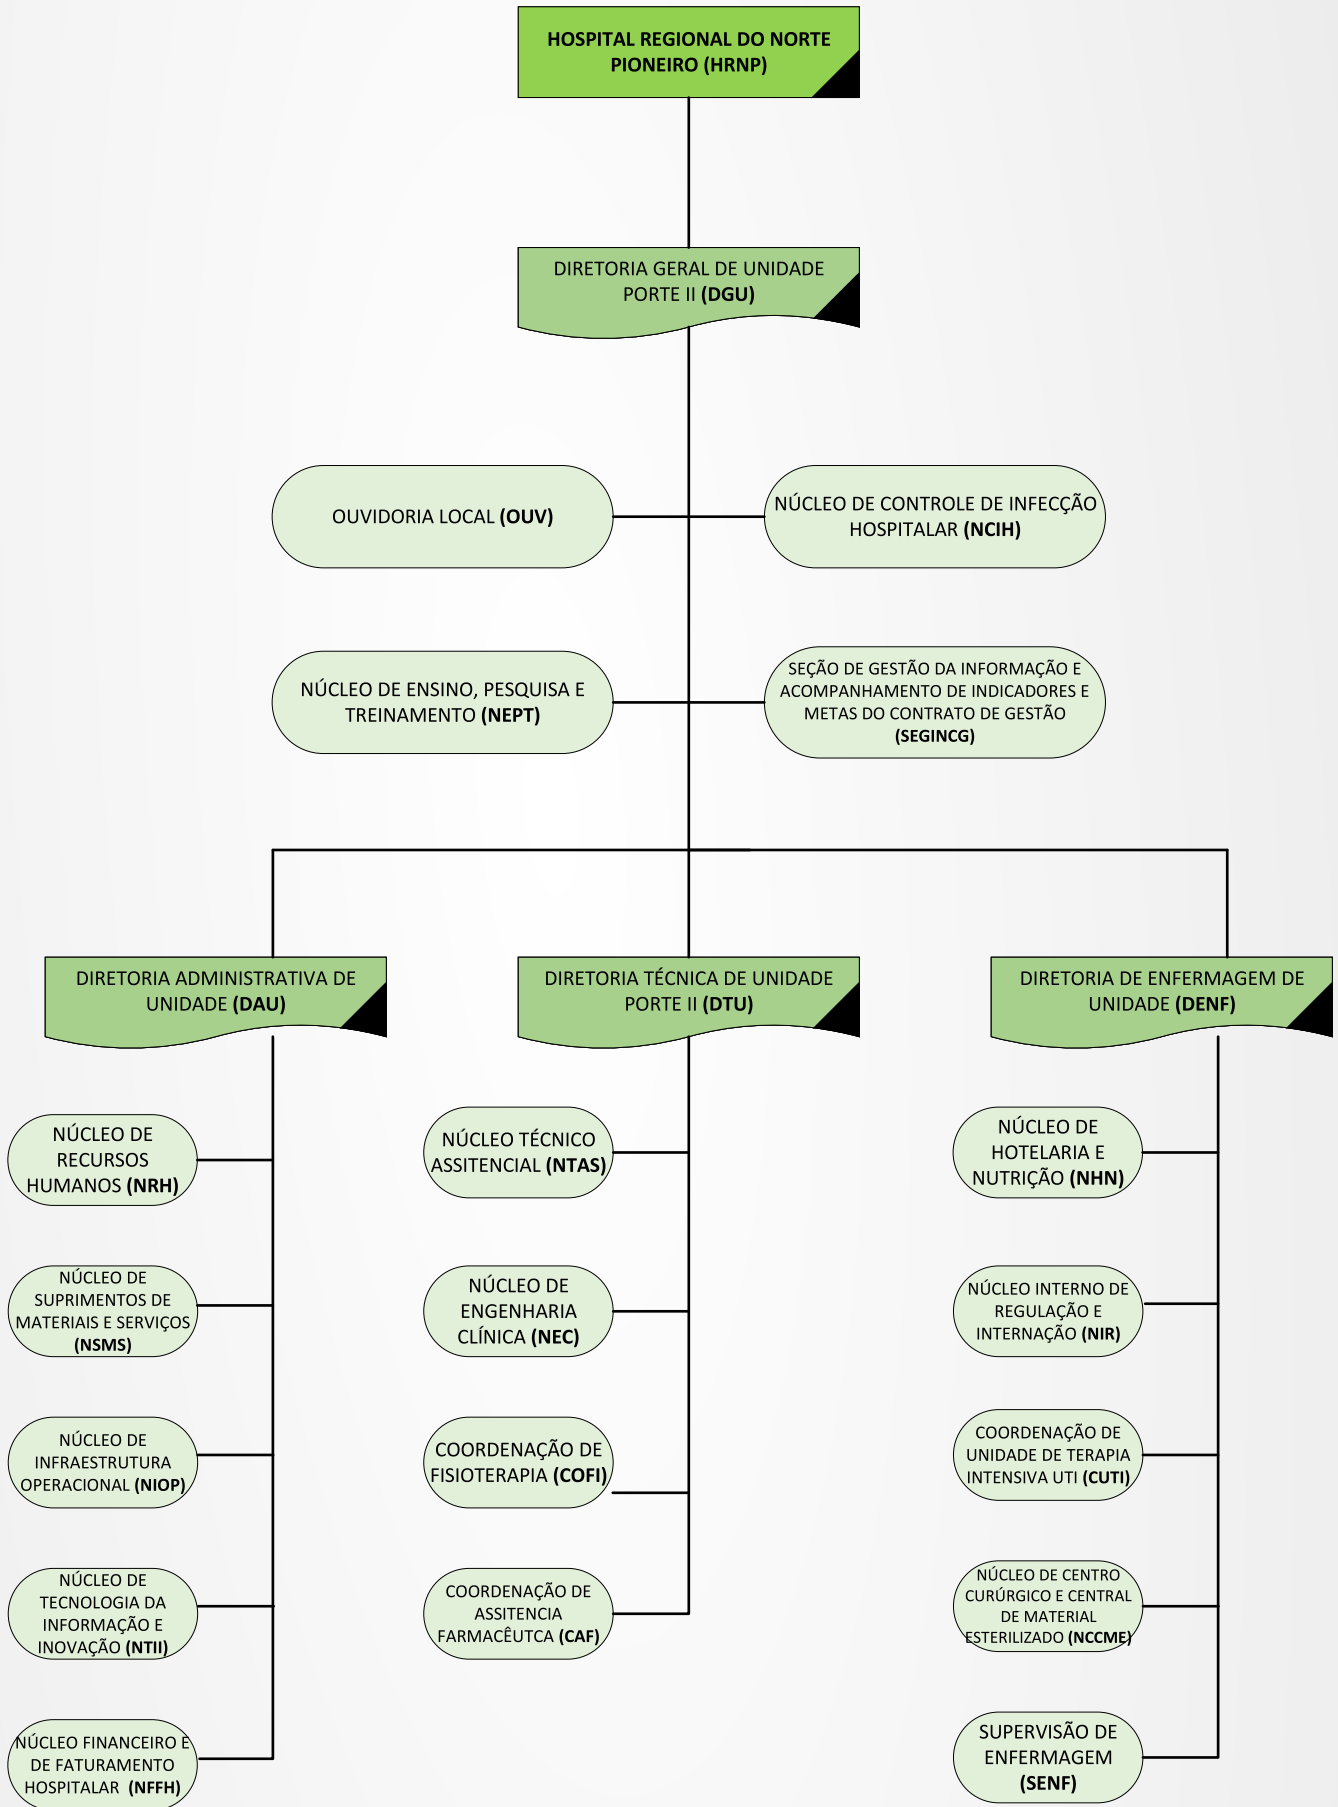 HOSPITAL REGIONAL DO NORTE
PIONEIRO (HRNP)
DIRETORIA GERAL DE UNIDADE
PORTE II (DGU)
OUVIDORIA LOCAL (OUV)
NÚCLEO DE CONTROLE DE INFECÇÃO
HOSPITALAR (NCIH)
NÚCLEO DE ENSINO, PESQUISA E
TREINAMENTO (NEPT)
SEÇÃO DE GESTÃO DA INFORMAÇÃO E
ACOMPANHAMENTO DE INDICADORES E
METAS DO CONTRATO DE GESTÃO
(SEGINCG)
DIRETORIA ADMINISTRATIVA DE
UNIDADE (DAU)
NÚCLEO DE
RECURSOS
HUMANOS (NRH)
NÚCLEO DE
SUPRIMENTOS DE
MATERIAIS E SERVIÇOS
(NSMS)
NÚCLEO DE
INFRAESTRUTURA
OPERACIONAL (NIOP)
NÚCLEO DE
TECNOLOGIA DA
INFORMAÇÃO E
INOVAÇÃO (NTII)
NÚCLEO FINANCEIRO E
DE FATURAMENTO
HOSPITALAR (NFFH)
DIRETORIA TÉCNICA DE UNIDADE
PORTE II (DTU)
NÚCLEO TÉCNICO
ASSITENCIAL (NTAS)
NÚCLEO DE
ENGENHARIA
CLÍNICA (NEC)
COORDENAÇÃO DE
FISIOTERAPIA (COFI)
COORDENAÇÃO DE
ASSITENCIA
FARMACÊUTCA (CAF)
DIRETORIA DE ENFERMAGEM DE
UNIDADE (DENF)
NÚCLEO DE
HOTELARIA E
NUTRIÇÃO (NHN)
NÚCLEO INTERNO DE
REGULAÇÃO E
INTERNAÇÃO (NIR)
COORDENAÇÃO DE
UNIDADE DE TERAPIA
INTENSIVA UTI (CUTI)
NÚCLEO DE CENTRO
CURÚRGICO E CENTRAL
DE MATERIAL
ESTERILIZADO (NCCME)
SUPERVISÃO DE
ENFERMAGEM
(SENF)